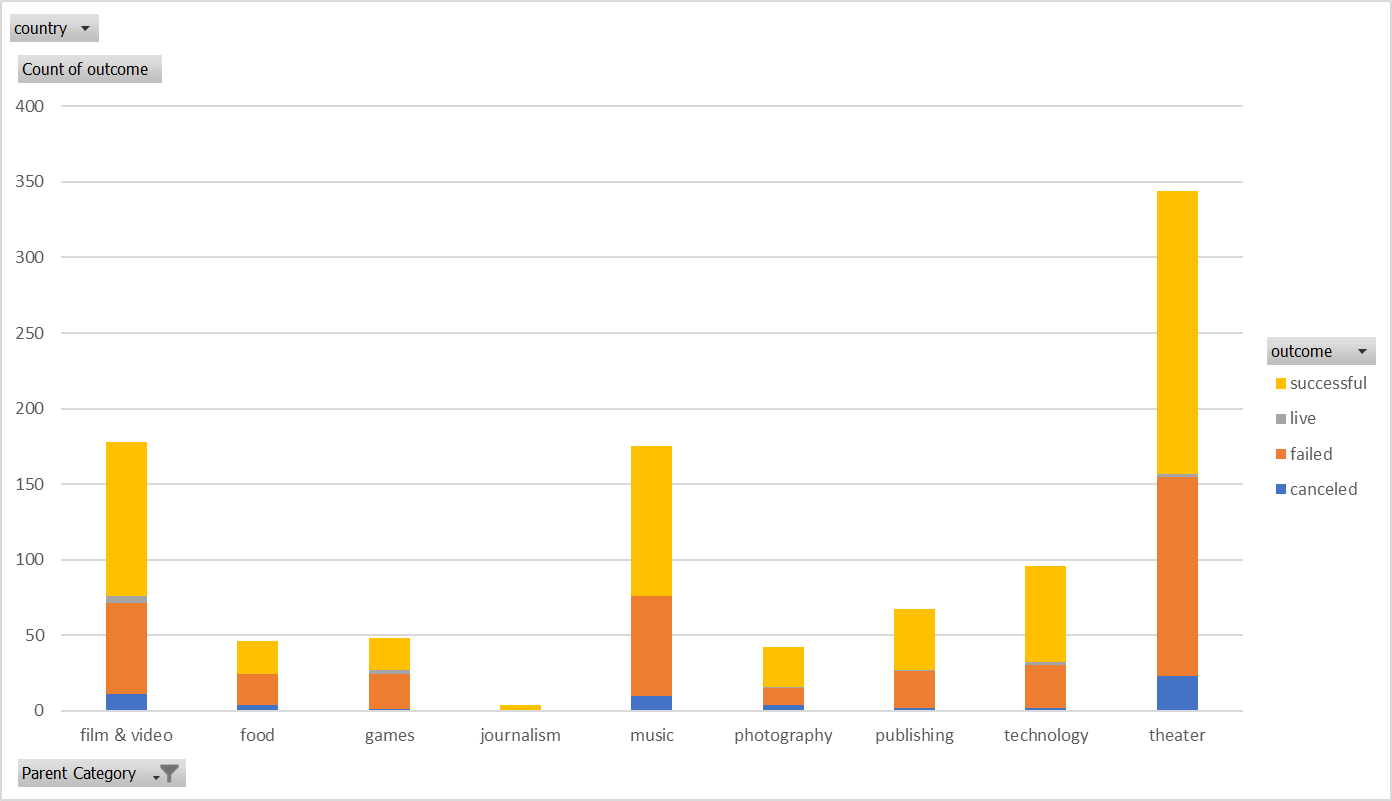 country
Count of outcome
400
350
300
250
200
150
100
50
0
film & video food games journalism music photography publishing technology theater
outcome
successful
live
failed
canceled
Parent Category